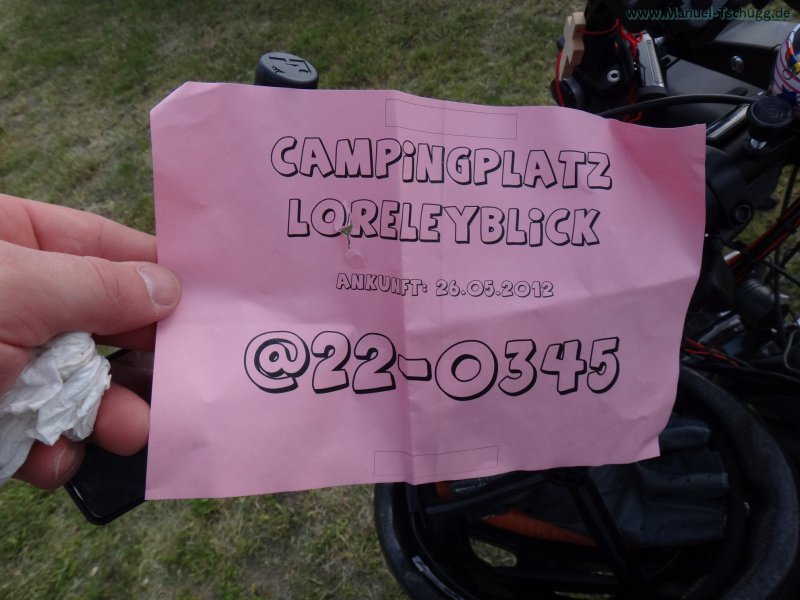 www.Manuel-Tschugg.de
CAMPiNGPLATZ
LORELEYBLiCK
ANKUNFT: 26.05.2012
@22-0345